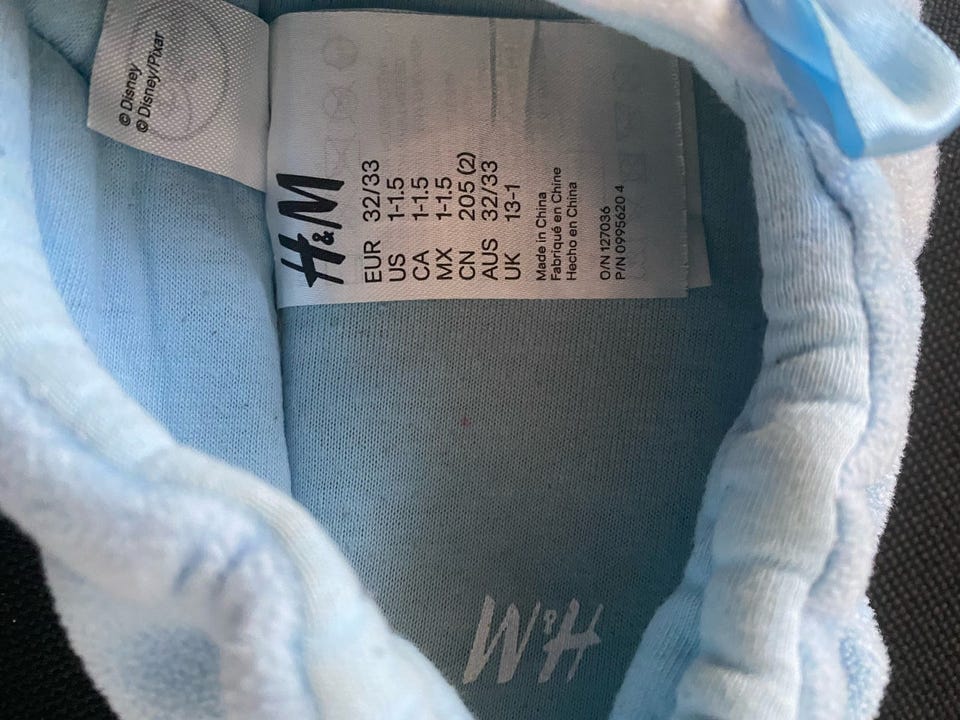 © Disney
© Disney/Pixar
H&M
EUR 32/33
US 1-1.5
CA 1-1.5
MX 1-1.5
CN 205 (2)
AUS 32/33
UK 13-1
Made in China
Fabriqué en Chine
Hecho en China
O/N 127036
P/N 0995620 4
H&M